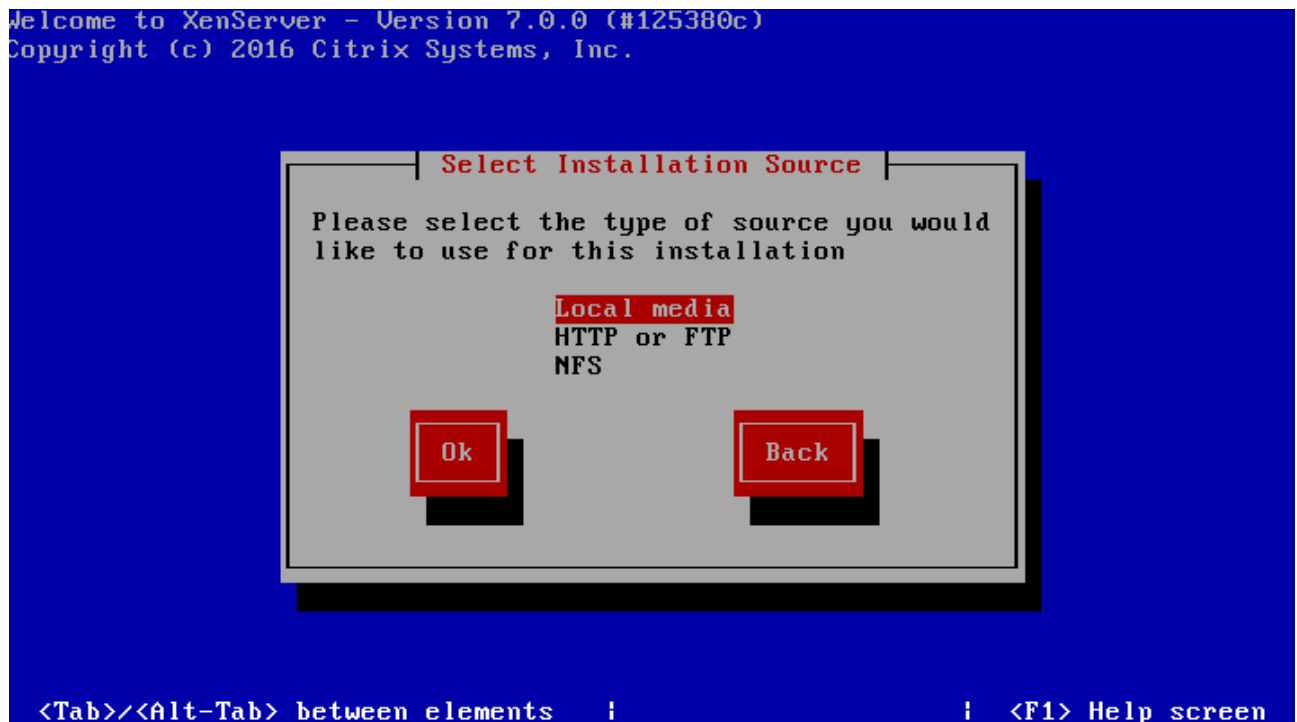 Welcome to XenServer - Version 7.0.0 (#125380c)
Copyright (c) 2016 Citrix Systems, Inc.
Select Installation Source
Please select the type of source you would
like to use for this installation
Local media
HTTP or FTP
NFS
Ok Back
<Tab>/<Alt-Tab> between elements | | <F1> Help screen